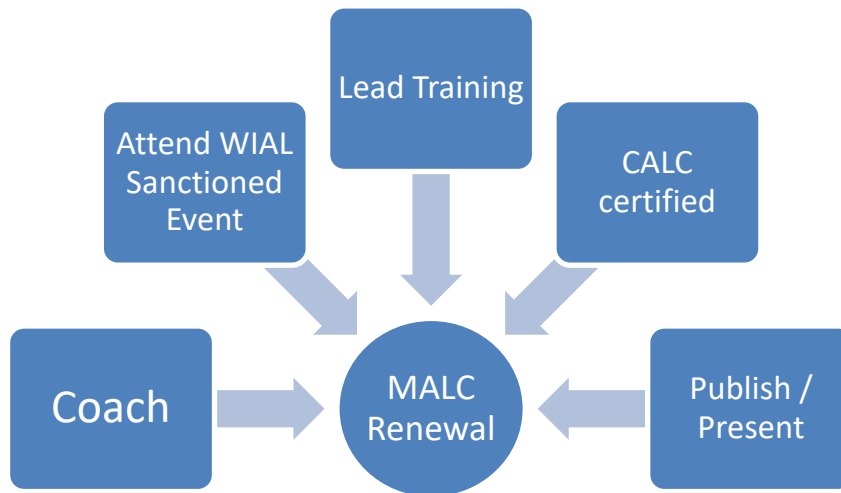 Lead Training
Attend WIAL
Sanctioned
Event
CALC
certified
Coach
MALC
Renewal
Publish /
Present